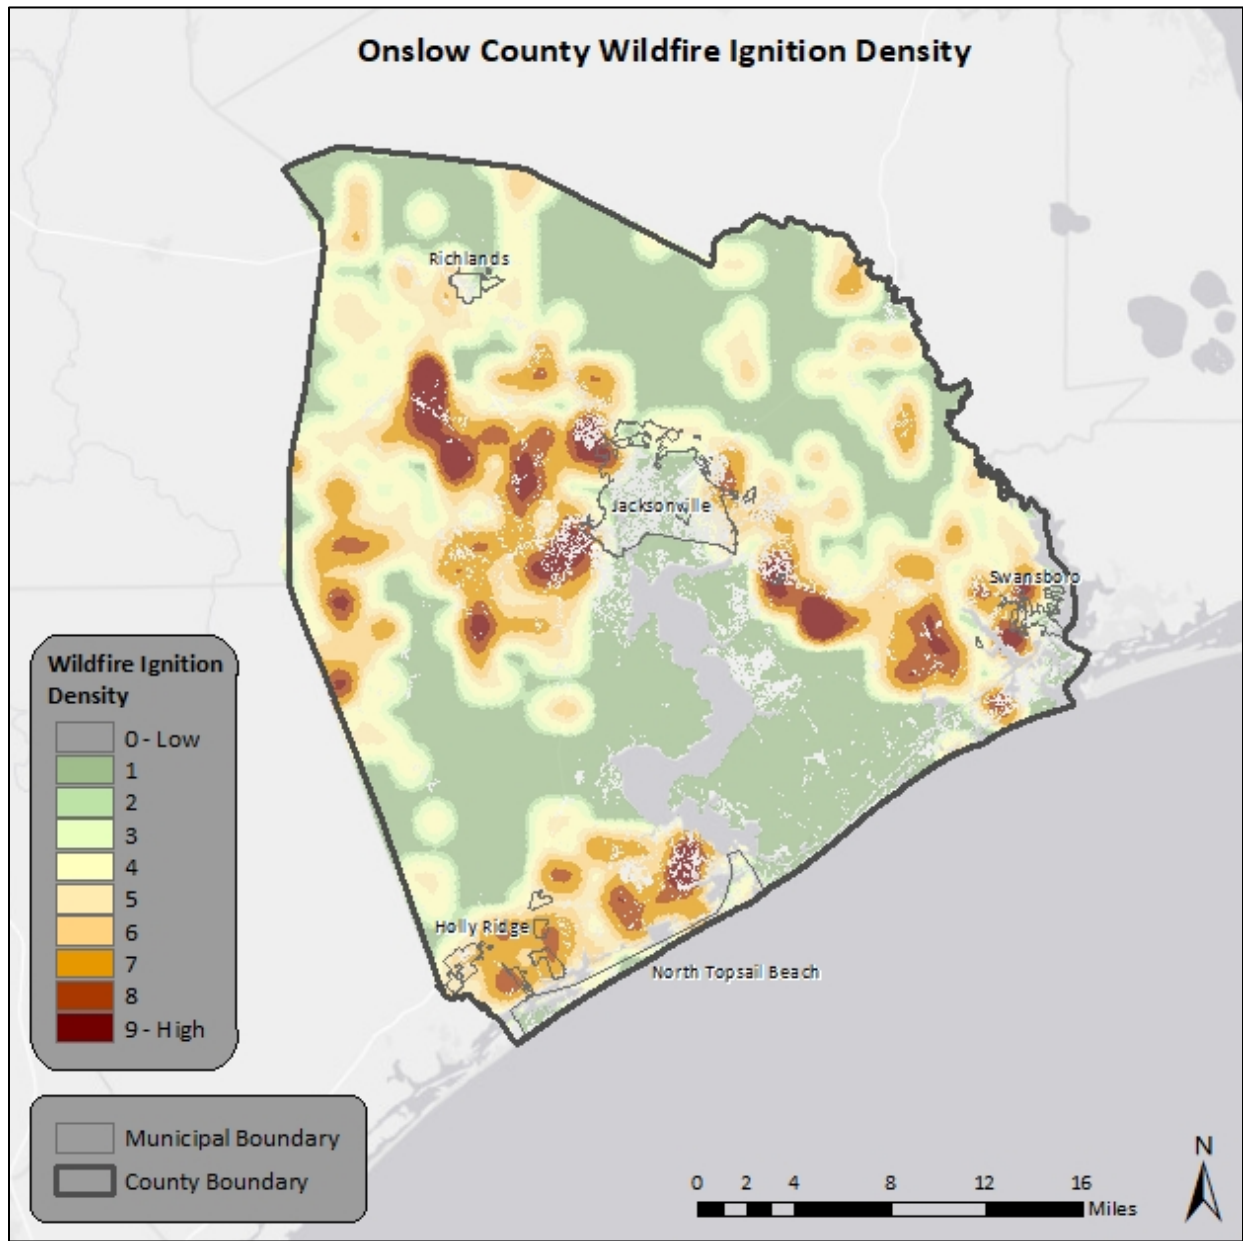 Onslow County Wildfire Ignition Density
Richlands
Jacksonville
Swansboro
Holly Ridge
North Topsail Beach
Wildfire Ignition
Density
0 - Low
1
2
3
4
5
6
7
8
9 - High
Municipal Boundary
County Boundary
N
0 2 4 8 12 16
Miles